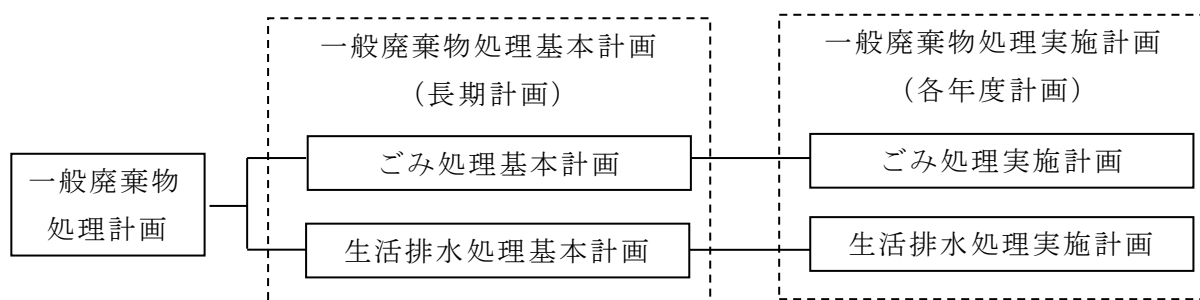 一般廃棄物
処理計画
一般廃棄物処理基本計画
（長期計画）
ごみ処理基本計画
生活排水処理基本計画
一般廃棄物処理実施計画
（各年度計画）
ごみ処理実施計画
生活排水処理実施計画